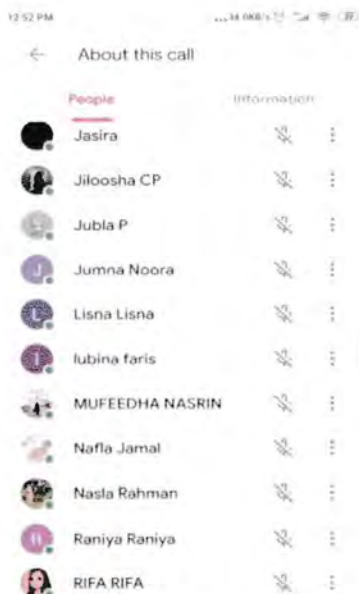 12:52 PM
About this call
People Information
Jasira
Jiloosha CP
Jubla P
J Jumna Noora
L Lisna Lisna
lubina faris
MUFEEDHA NASRIN
Nafla Jamal
Nasla Rahman
Raniya Raniya
RIFA RIFA